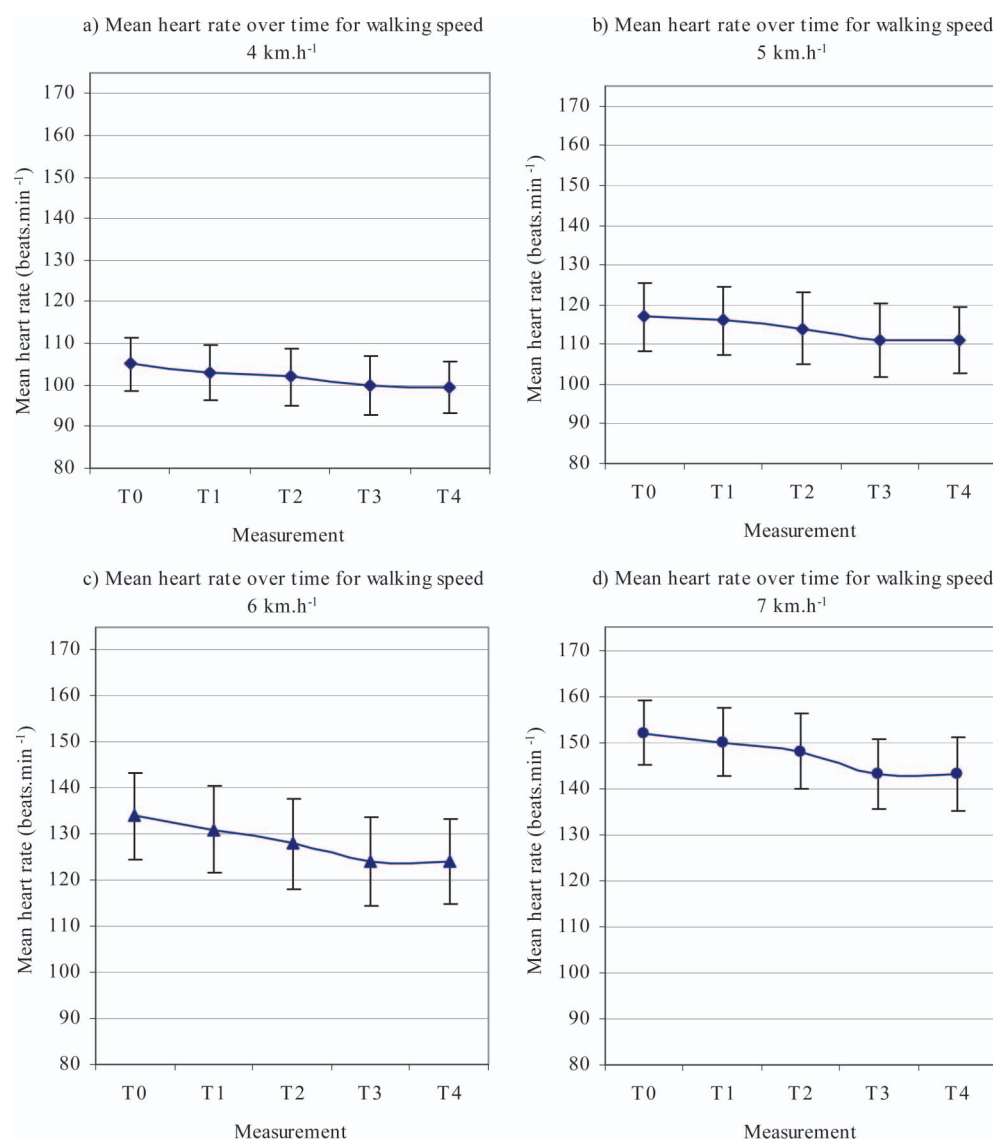 a) Mean heart rate over time for walking speed
4 km.h⁻¹
Mean heart rate (beats.min⁻¹)
170
160
150
140
130
120
110
100
90
80
T0 T1 T2 T3 T4
Measurement
b) Mean heart rate over time for walking speed
5 km.h⁻¹
Mean heart rate (beats.min⁻¹)
170
160
150
140
130
120
110
100
90
80
T0 T1 T2 T3 T4
Measurement
c) Mean heart rate over time for walking speed
6 km.h⁻¹
Mean heart rate (beats.min⁻¹)
170
160
150
140
130
120
110
100
90
80
T0 T1 T2 T3 T4
Measurement
d) Mean heart rate over time for walking speed
7 km.h⁻¹
Mean heart rate (beats.min⁻¹)
170
160
150
140
130
120
110
100
90
80
T0 T1 T2 T3 T4
Measurement